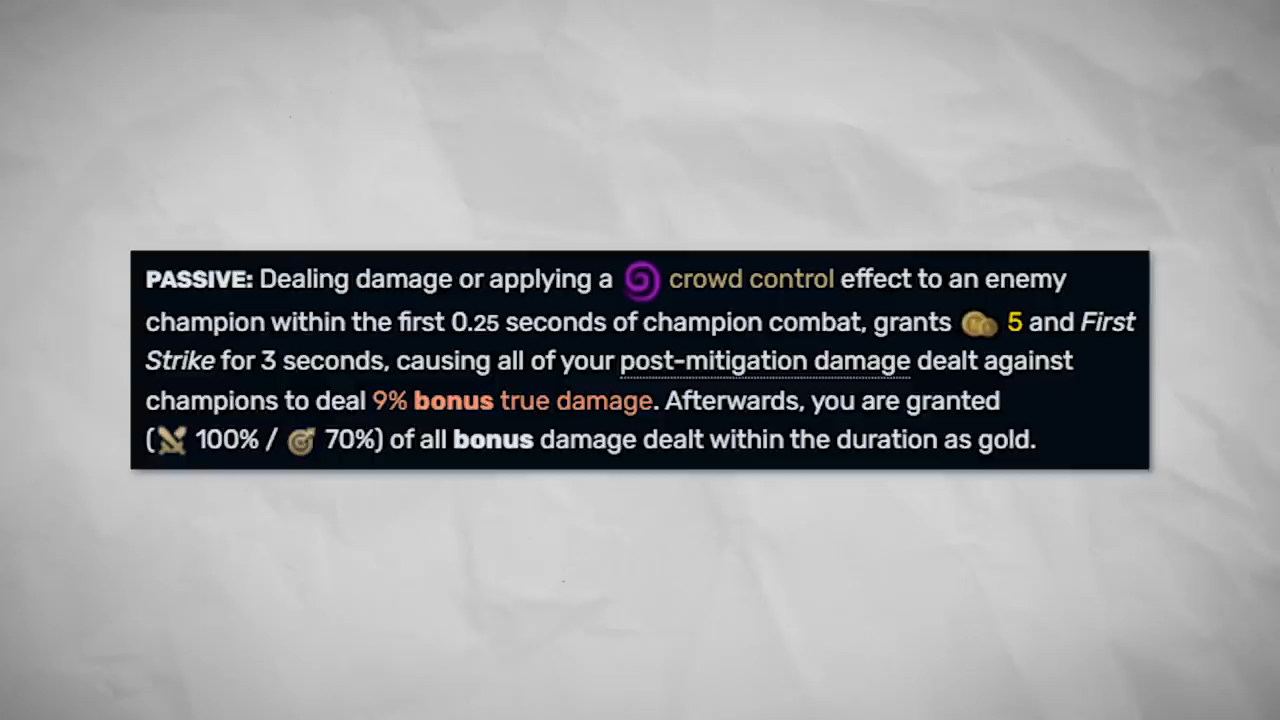 PASSIVE: Dealing damage or applying a crowd control effect to an enemy
champion within the first 0.25 seconds of champion combat, grants 5 and First
Strike for 3 seconds, causing all of your post-mitigation damage dealt against
champions to deal 9% bonus true damage. Afterwards, you are granted
( 100% / 70%) of all bonus damage dealt within the duration as gold.